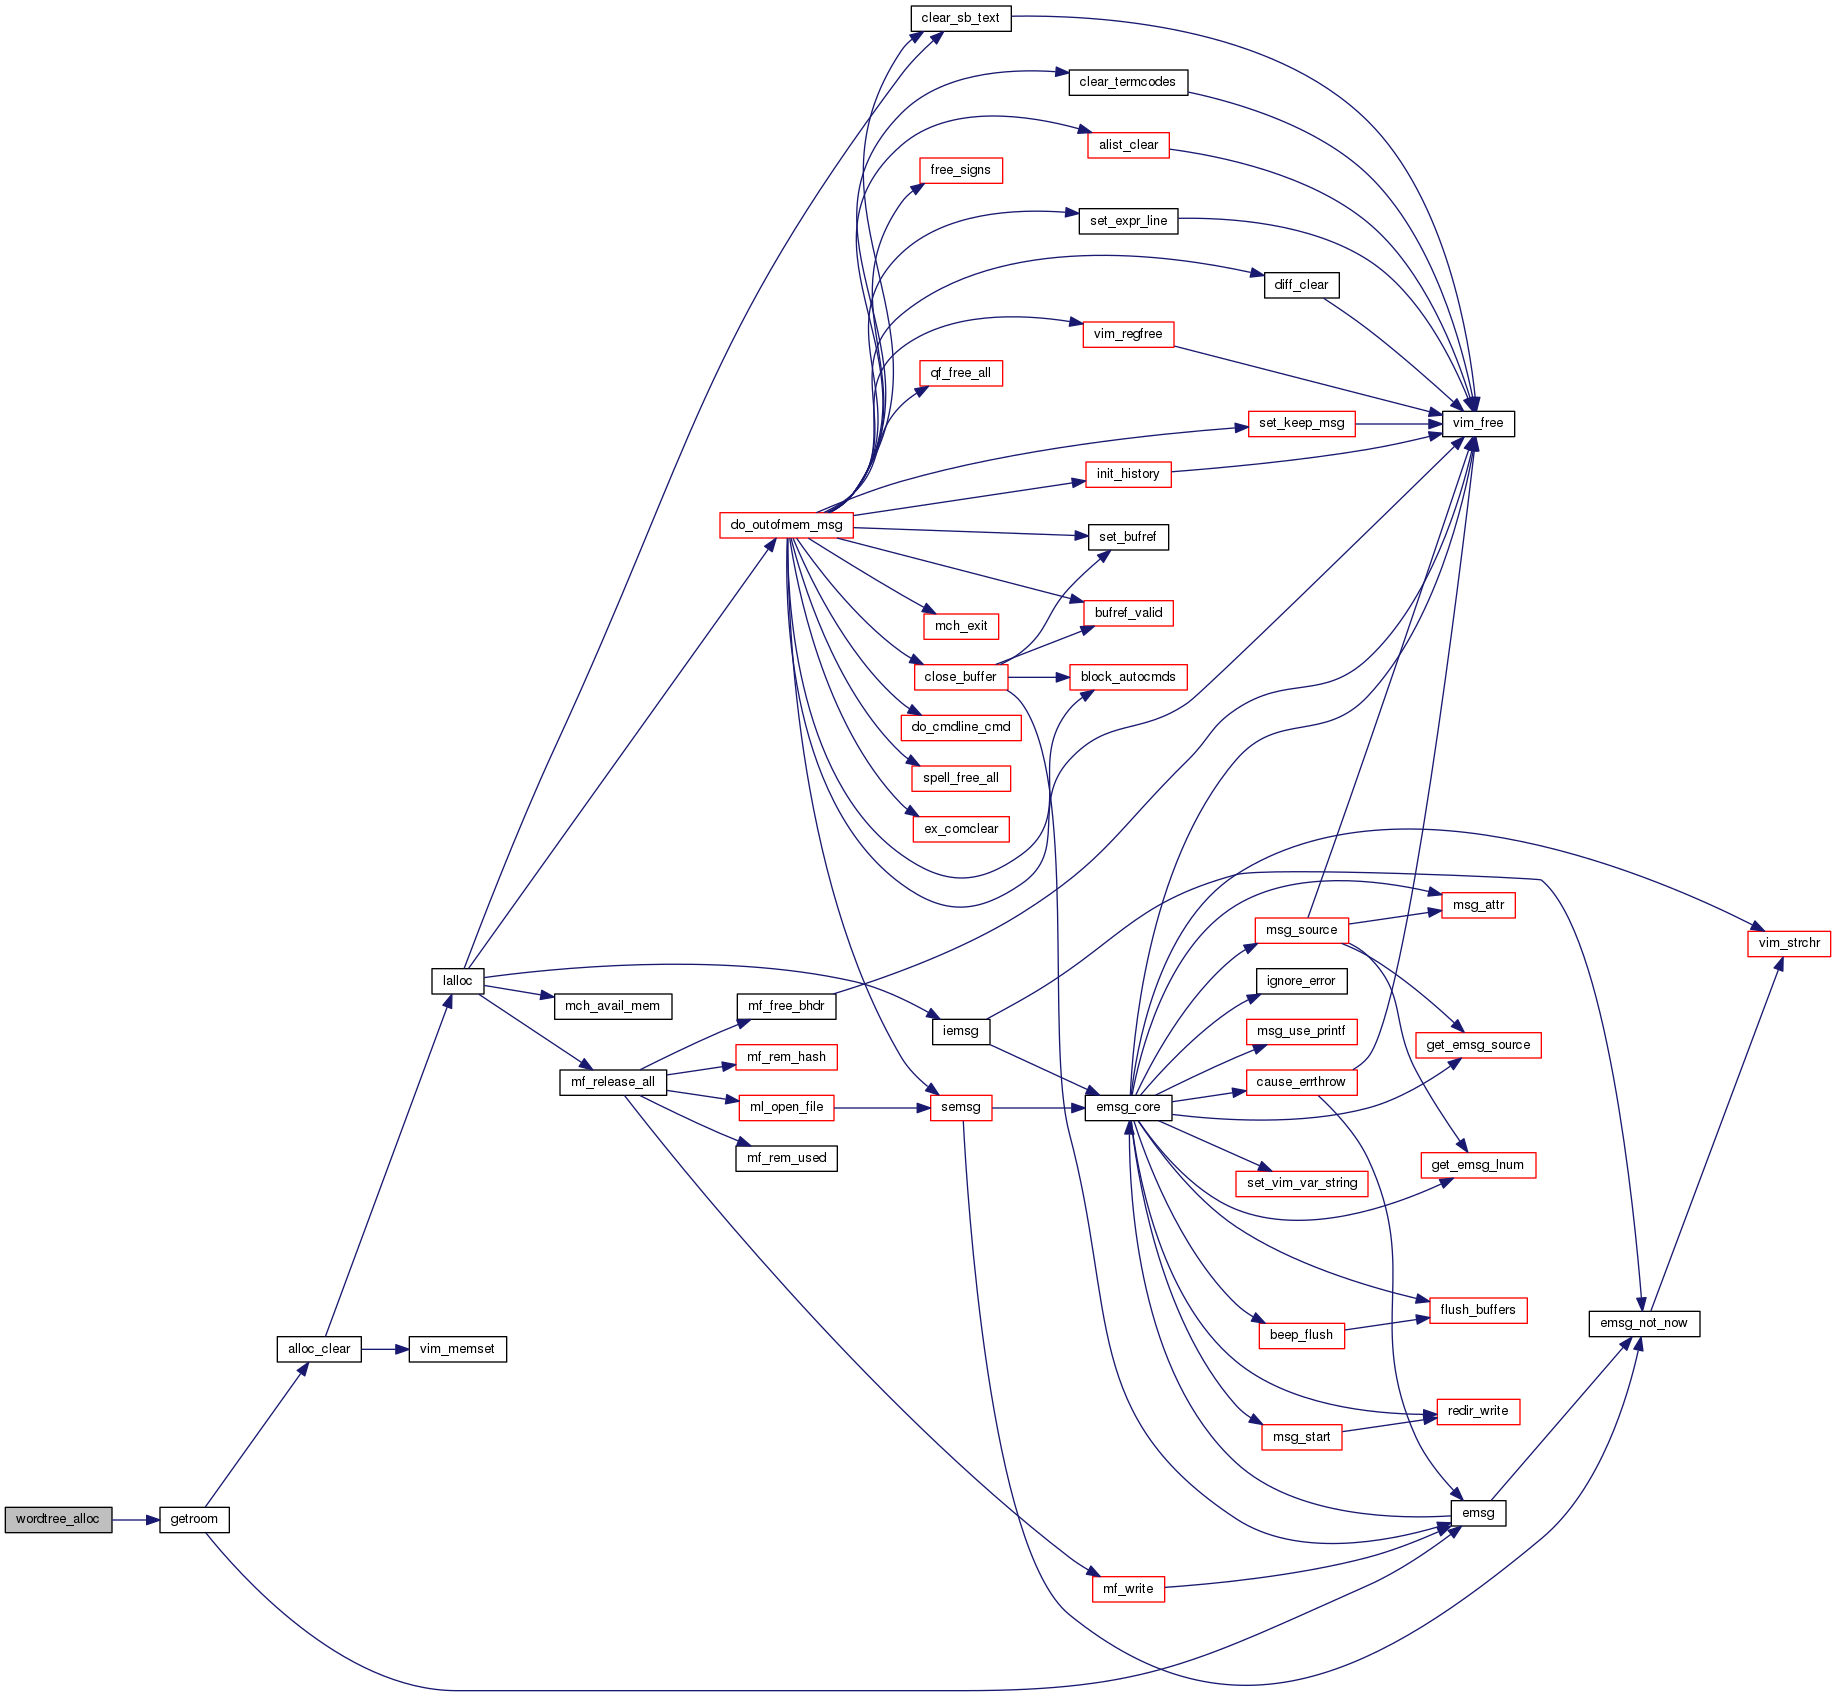 clear_sb_text
clear_termcodes
alist_clear
free_signs
set_expr_line
diff_clear
vim_regfree
qf_free_all
set_keep_msg
vim_free
init_history
do_outofmem_msg
set_bufref
bufref_valid
mch_exit
close_buffer
block_autocmds
do_cmdline_cmd
spell_free_all
ex_comclear
msg_attr
msg_source
vim_strchr
lalloc
ignore_error
mch_avail_mem
mf_free_bhdr
iemsg
msg_use_printf
get_emsg_source
mf_rem_hash
mf_release_all
cause_errthrow
ml_open_file
semsg
emsg_core
mf_rem_used
get_emsg_lnum
set_vim_var_string
flush_buffers
emsg_not_now
beep_flush
alloc_clear
vim_memset
redir_write
msg_start
emsg
wordtree_alloc
getroom
mf_write